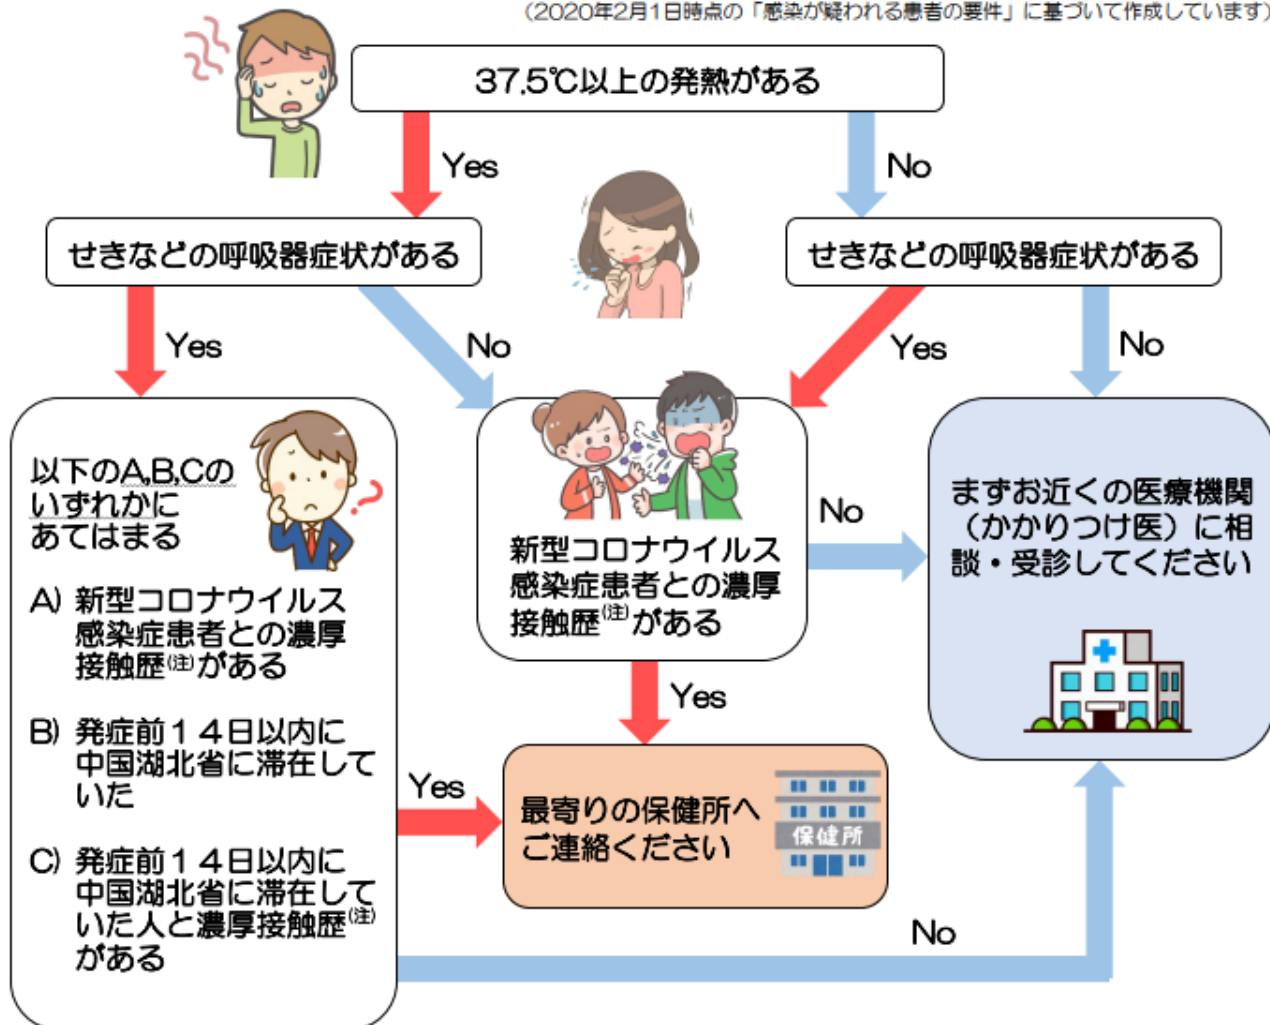 （2020年2月1日時点の「感染が疑われる患者の要件」に基づいて作成しています）
37.5℃以上の発熱がある
Yes
No
せきなどの呼吸器症状がある
せきなどの呼吸器症状がある
Yes
No
Yes
No
以下のA,B,Cの
いずれかに
あてはまる
A) 新型コロナウイルス
感染症患者との濃厚
接触歴(注)がある
B) 発症前１４日以内に
中国湖北省に滞在して
いた
C) 発症前１４日以内に
中国湖北省に滞在して
いた人と濃厚接触歴(注)
がある
新型コロナウイルス
感染症患者との濃厚
接触歴(注)がある
No
まずお近くの医療機関
（かかりつけ医）に相
談・受診してください
Yes
Yes
最寄りの保健所へ
ご連絡ください
保健所
No